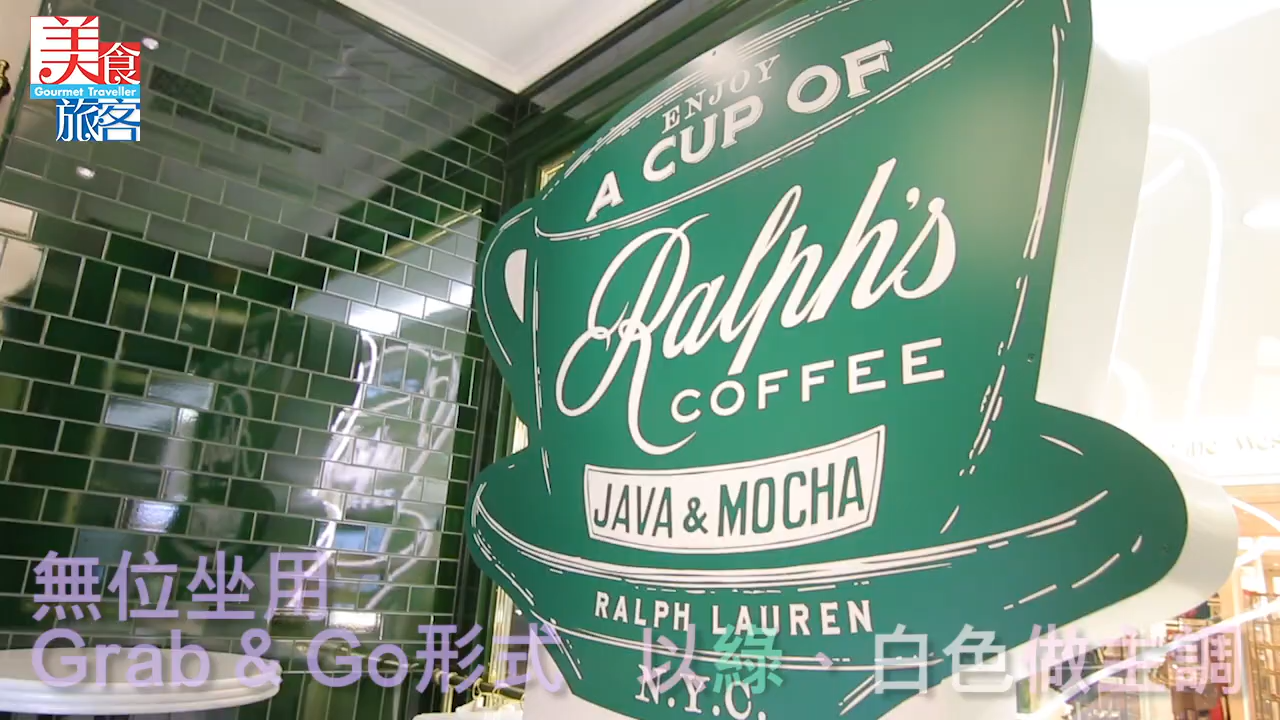 美食
Gourmet Traveller
旅客
ENJOY
A CUP OF
Ralph's
COFFEE
JAVA & MOCHA
RALPH LAUREN
N.Y.C.
無位坐用
Grab & Go形式 以綠、白色做主調